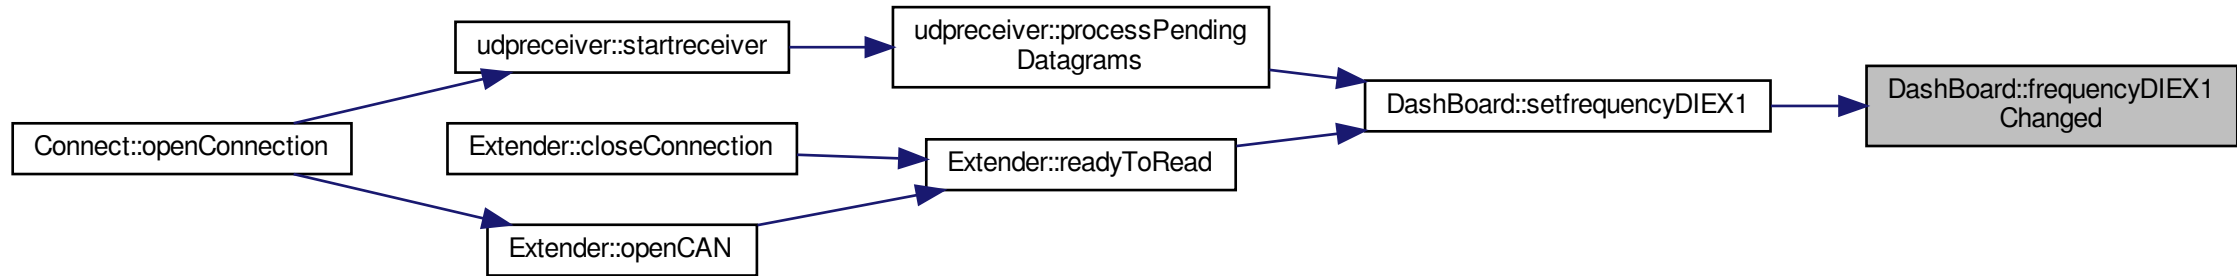 Connect::openConnection
udpreceiver::startreceiver
Extender::closeConnection
Extender::openCAN
udpreceiver::processPending
Datagrams
Extender::readyToRead
DashBoard::setfrequencyDIEX1
DashBoard::frequencyDIEX1
Changed